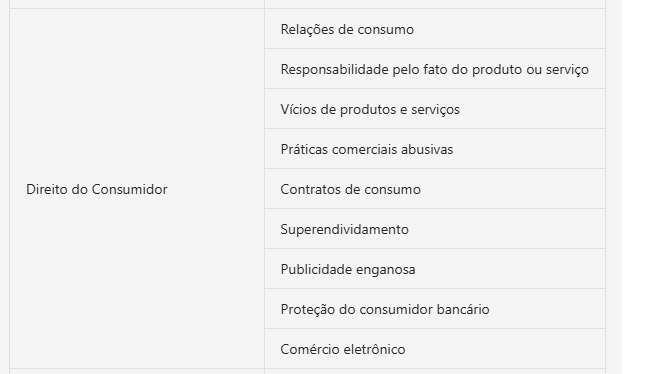 Relações de consumo
Responsabilidade pelo fato do produto ou serviço
Vícios de produtos e serviços
Práticas comerciais abusivas
Direito do Consumidor
Contratos de consumo
Superendividamento
Publicidade enganosa
Proteção do consumidor bancário
Comércio eletrônico